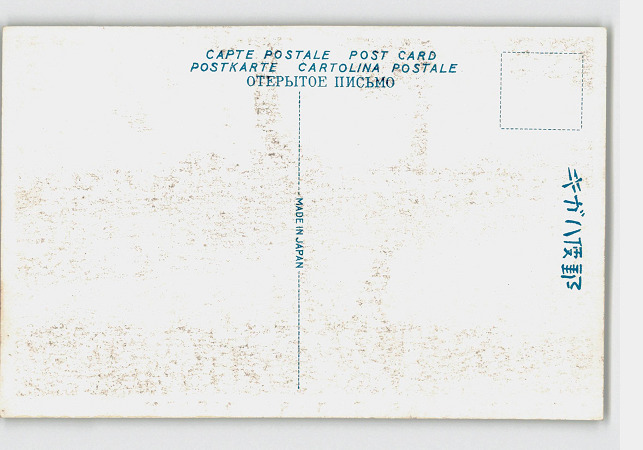 CAPTE POSTALE POST CARD
POSTKARTE CARTOLINA POSTALE
ОТЕРЫТОЕ ПИСЬМО
MADE IN JAPAN
郵便ハガキ